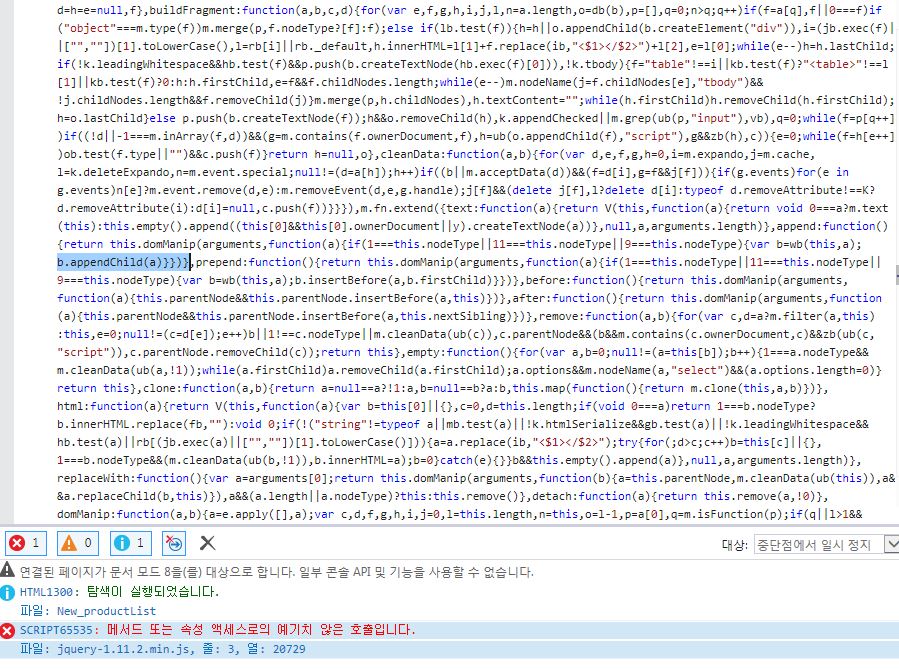 d=h=e=null,f},buildFragment:function(a,b,c,d){for(var e,f,g,h,i,j,l,n=a.length,o=db(b),p=[],q=0;n>q;q++)if(f=a[q],f||0===f)if
("object"===m.type(f))m.merge(p,f.nodeType?[f]:f);else if(lb.test(f)){h=h||o.appendChild(b.createElement("div")),i=(jb.exec(f)|
|["",""])[1].toLowerCase(),l=rb[i]||rb._default,h.innerHTML=l[1]+f.replace(ib,"<$1></$2>")+l[2],e=l[0];while(e--)h=h.lastChild;
if(!k.leadingWhitespace&&hb.test(f)&&p.push(b.createTextNode(hb.exec(f)[0])),!k.tbody){f="table"!==i||kb.test(f)?"<table>"!==l
[1]||kb.test(f)?0:h:h.firstChild,e=f&&f.childNodes.length;while(e--)m.nodeName(j=f.childNodes[e],"tbody")&&
!j.childNodes.length&&f.removeChild(j)}m.merge(p,h.childNodes),h.textContent="";while(h.firstChild)h.removeChild(h.firstChild);
h=o.lastChild}else p.push(b.createTextNode(f));h&&o.removeChild(h),k.appendChecked||m.grep(ub(p,"input"),vb),q=0;while(f=p[q++]
)if((!d||-1===m.inArray(f,d))&&(g=m.contains(f.ownerDocument,f),h=ub(o.appendChild(f),"script"),g&&zb(h),c)){e=0;while(f=h[e++]
)ob.test(f.type||"")&&c.push(f)}return h=null,o},cleanData:function(a,b){for(var d,e,f,g,h=0,i=m.expando,j=m.cache,
l=k.deleteExpando,n=m.event.special;null!=(d=a[h]);h++)if((b||m.acceptData(d))&&(f=d[i],g=f&&j[f])){if(g.events)for(e in
g.events)n[e]?m.event.remove(d,e):m.removeEvent(d,e,g.handle);j[f]&&(delete j[f],l?delete d[i]:typeof d.removeAttribute!==K?
d.removeAttribute(i):d[i]=null,c.push(f))}}}),m.fn.extend({text:function(a){return V(this,function(a){return void 0===a?m.text
(this):this.empty().append((this[0]&&this[0].ownerDocument||y).createTextNode(a))},null,a,arguments.length)},append:function()
{return this.domManip(arguments,function(a){if(1===this.nodeType||11===this.nodeType||9===this.nodeType){var b=wb(this,a);
b.appendChild(a)}})},prepend:function(){return this.domManip(arguments,function(a){if(1===this.nodeType||11===this.nodeType||
9===this.nodeType){var b=wb(this,a);b.insertBefore(a,b.firstChild)}})},before:function(){return this.domManip(arguments,
function(a){this.parentNode&&this.parentNode.insertBefore(a,this)})},after:function(){return this.domManip(arguments,function
(a){this.parentNode&&this.parentNode.insertBefore(a,this.nextSibling)})},remove:function(a,b){for(var c,d=a?m.filter(a,this)
:this,e=0;null!=(c=d[e]);e++)b||1!==c.nodeType||m.cleanData(ub(c)),c.parentNode&&(b&&m.contains(c.ownerDocument,c)&&zb(ub(c,
"script")),c.parentNode.removeChild(c));return this},empty:function(){for(var a,b=0;null!=(a=this[b]);b++){1===a.nodeType&&
m.cleanData(ub(a,!1));while(a.firstChild)a.removeChild(a.firstChild);a.options&&m.nodeName(a,"select")&&(a.options.length=0)}
return this},clone:function(a,b){return a=null==a?!1:a,b=null==b?a:b,this.map(function(){return m.clone(this,a,b)})},
html:function(a){return V(this,function(a){var b=this[0]||{},c=0,d=this.length;if(void 0===a)return 1===b.nodeType?
b.innerHTML.replace(fb,""):void 0;if(!("string"!=typeof a||mb.test(a)||!k.htmlSerialize&&gb.test(a)||!k.leadingWhitespace&&
hb.test(a)||rb[(jb.exec(a)||["",""])[1].toLowerCase()])){a=a.replace(ib,"<$1></$2>");try{for(;d>c;c++)b=this[c]||{},
1===b.nodeType&&(m.cleanData(ub(b,!1)),b.innerHTML=a);b=0}catch(e){}}b&&this.empty().append(a)},null,a,arguments.length)},
replaceWith:function(){var a=arguments[0];return this.domManip(arguments,function(b){a=this.parentNode,m.cleanData(ub(this)),a&
&a.replaceChild(b,this)}),a&&(a.length||a.nodeType)?this:this.remove()},detach:function(a){return this.remove(a,!0)},
domManip:function(a,b){a=e.apply([],a);var c,d,f,g,h,i,j=0,l=this.length,n=this,o=l-1,p=a[0],q=m.isFunction(p);if(q||l>1&&
1 0 1 대상: 중단점에서 일시 정지
연결된 페이지가 문서 모드 8을(를) 대상으로 합니다. 일부 콘솔 API 및 기능을 사용할 수 없습니다.
HTML1300: 탐색이 실행되었습니다.
파일: New_productList
SCRIPT65535: 메서드 또는 속성 액세스로의 예기치 않은 호출입니다.
파일: jquery-1.11.2.min.js, 줄: 3, 열: 20729